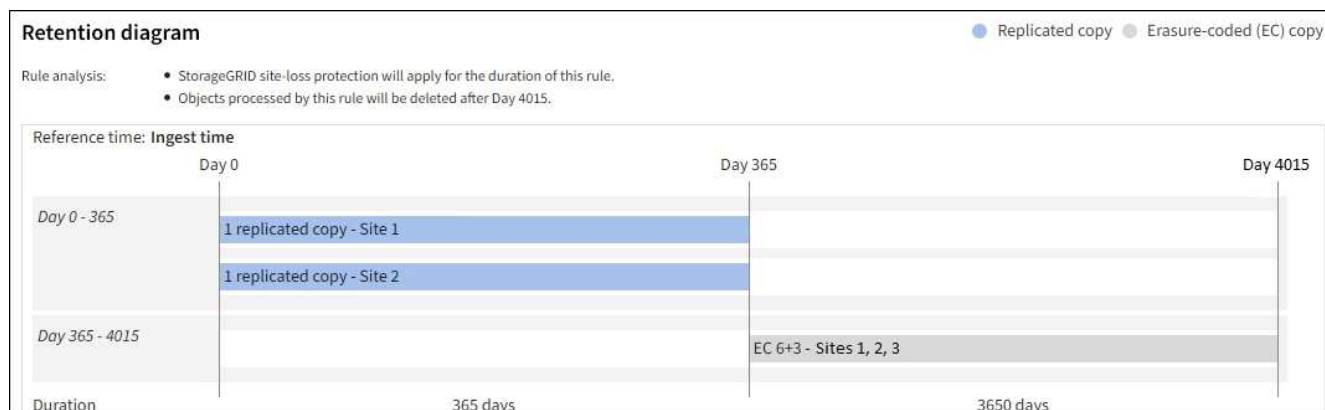 Retention diagram
Replicated copy Erasure-coded (EC) copy
Rule analysis:
• StorageGRID site-loss protection will apply for the duration of this rule.
• Objects processed by this rule will be deleted after Day 4015.
Reference time: Ingest time
Day 0 Day 365 Day 4015
Day 0 - 365
1 replicated copy - Site 1
1 replicated copy - Site 2
Day 365 - 4015
EC 6+3 - Sites 1, 2, 3
Duration 365 days 3650 days